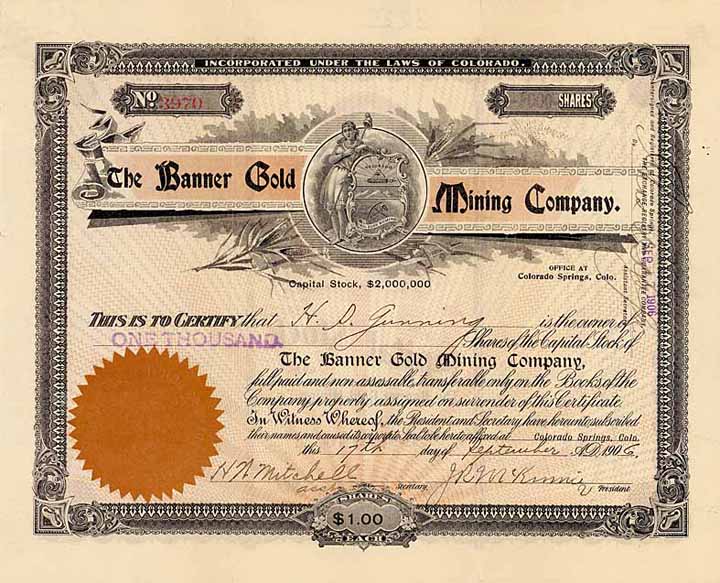 INCORPORATED UNDER THE LAWS OF COLORADO.
No. 3970
SHARES
The Banner Gold Mining Company.
Capital Stock, $2,000,000
OFFICE AT
Colorado Springs, Colo.
THIS IS TO CERTIFY that H. S. Gunning is the owner of
ONE THOUSAND Shares of the Capital Stock of
The Banner Gold Mining Company,
full paid and non assessable, transferable only on the Books of the
Company properly assigned on surrender of this Certificate.
In Witness Whereof, the President and Secretary have hereunto subscribed
their names and caused its corporate Seal to be hereto affixed at Colorado Springs, Colo.
this 17th day of September A.D. 1906.
H A Mitchell Secretary. J R McKinnie President
SHARES
$1.00
EACH
SEP 1906